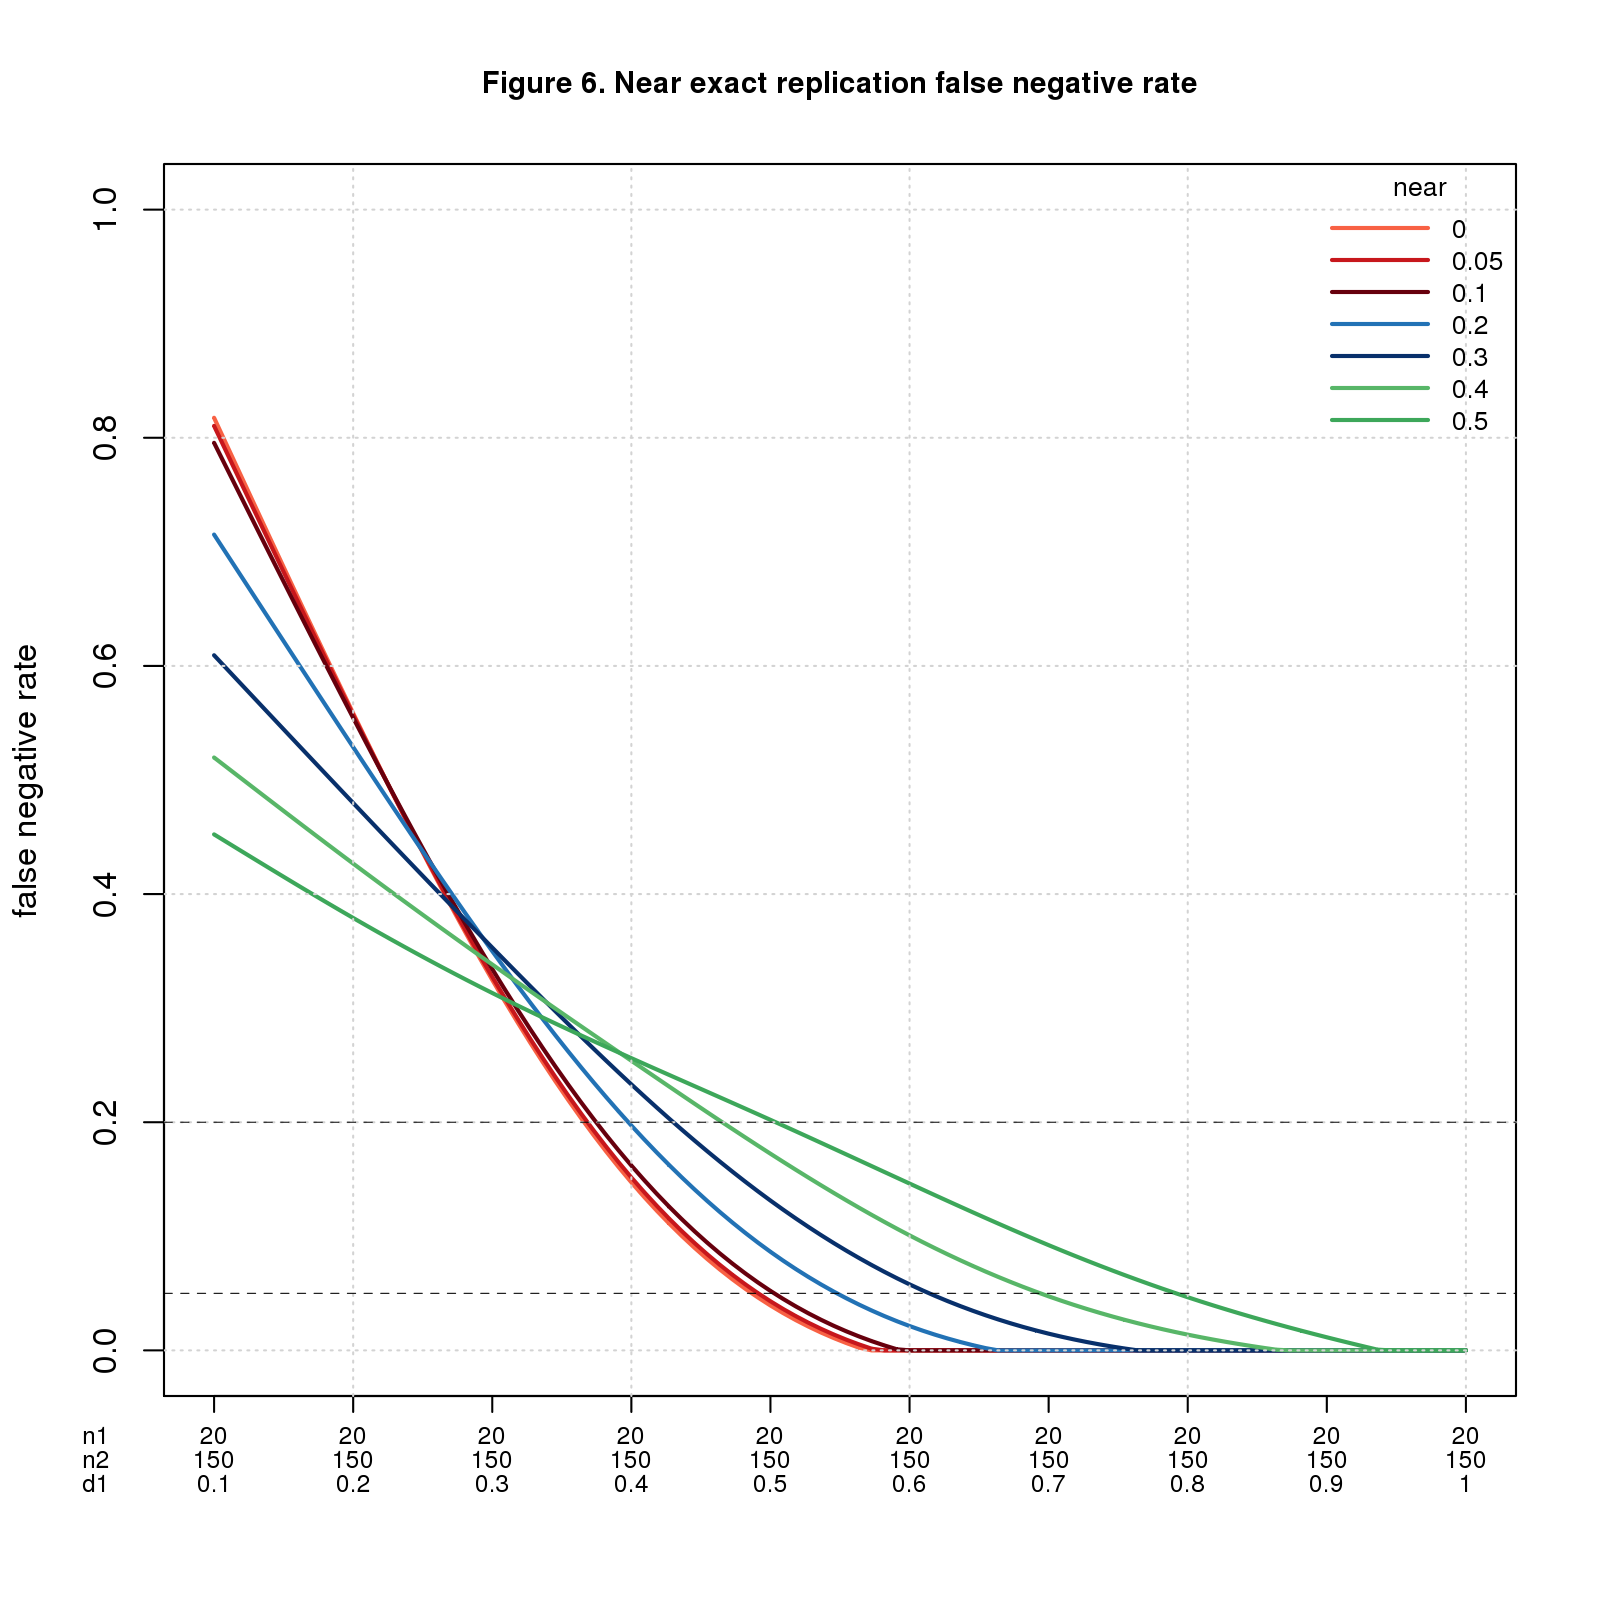 Figure 6. Near exact replication false negative rate
near
0
0.05
0.1
0.2
0.3
0.4
0.5
false negative rate
1.0
0.8
0.6
0.4
0.2
0.0
n1 20 20 20 20 20 20 20 20 20 20
n2 150 150 150 150 150 150 150 150 150 150
d1 0.1 0.2 0.3 0.4 0.5 0.6 0.7 0.8 0.9 1